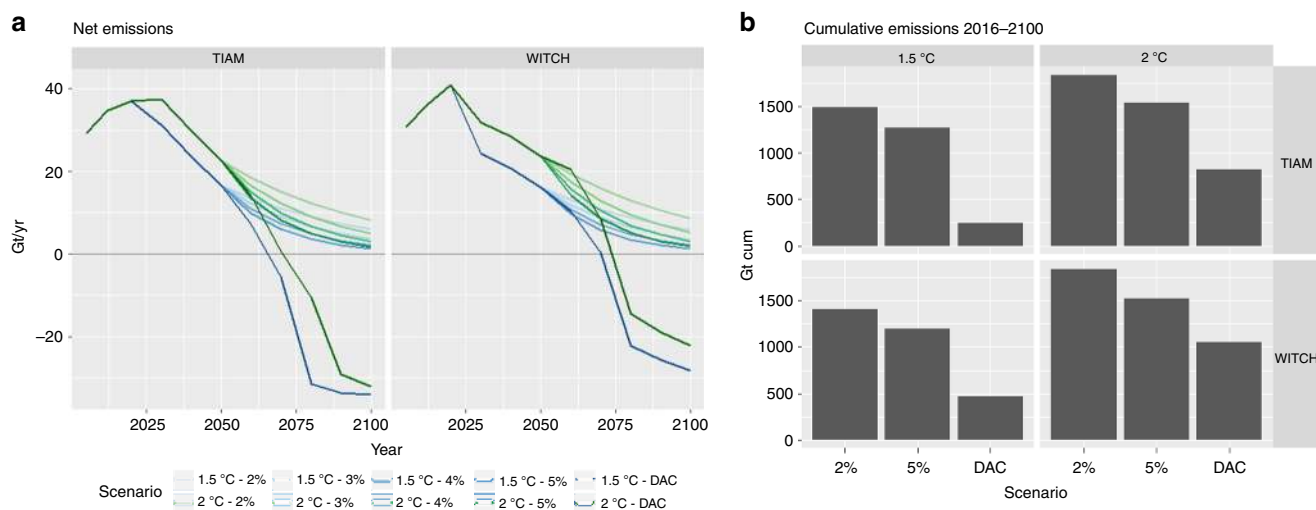 a
Net emissions
TIAM WITCH
Gt/yr
40
20
0
–20
2025 2050 2075 2100 2025 2050 2075 2100
Year
Scenario
1.5 °C - 2% 1.5 °C - 3% 1.5 °C - 4% 1.5 °C - 5% 1.5 °C - DAC
2 °C - 2% 2 °C - 3% 2 °C - 4% 2 °C - 5% 2 °C - DAC
b
Cumulative emissions 2016–2100
1.5 °C 2 °C
Gt cum
1500
1000
500
0
TIAM
1500
1000
500
0
WITCH
2% 5% DAC 2% 5% DAC
Scenario